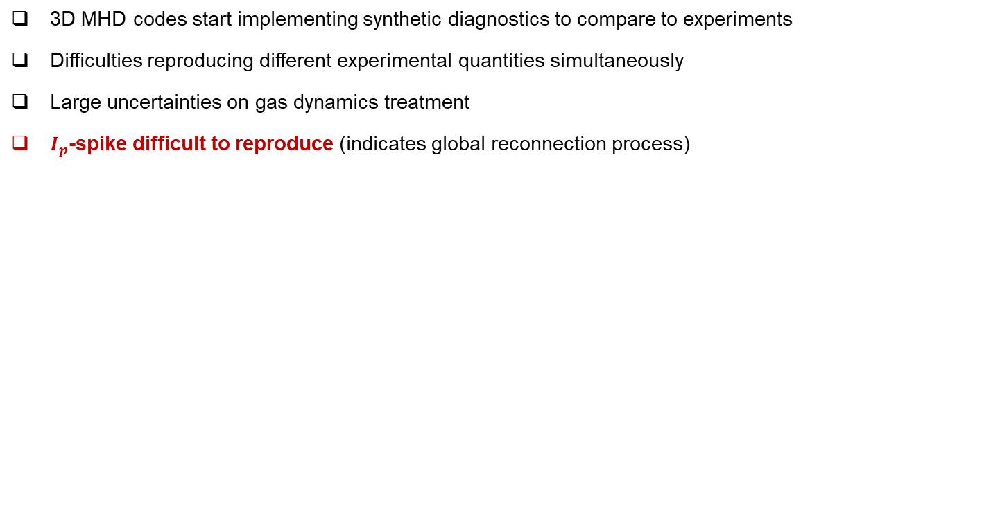 ❑ 3D MHD codes start implementing synthetic diagnostics to compare to experiments
❑ Difficulties reproducing different experimental quantities simultaneously
❑ Large uncertainties on gas dynamics treatment
❑ I_p-spike difficult to reproduce (indicates global reconnection process)